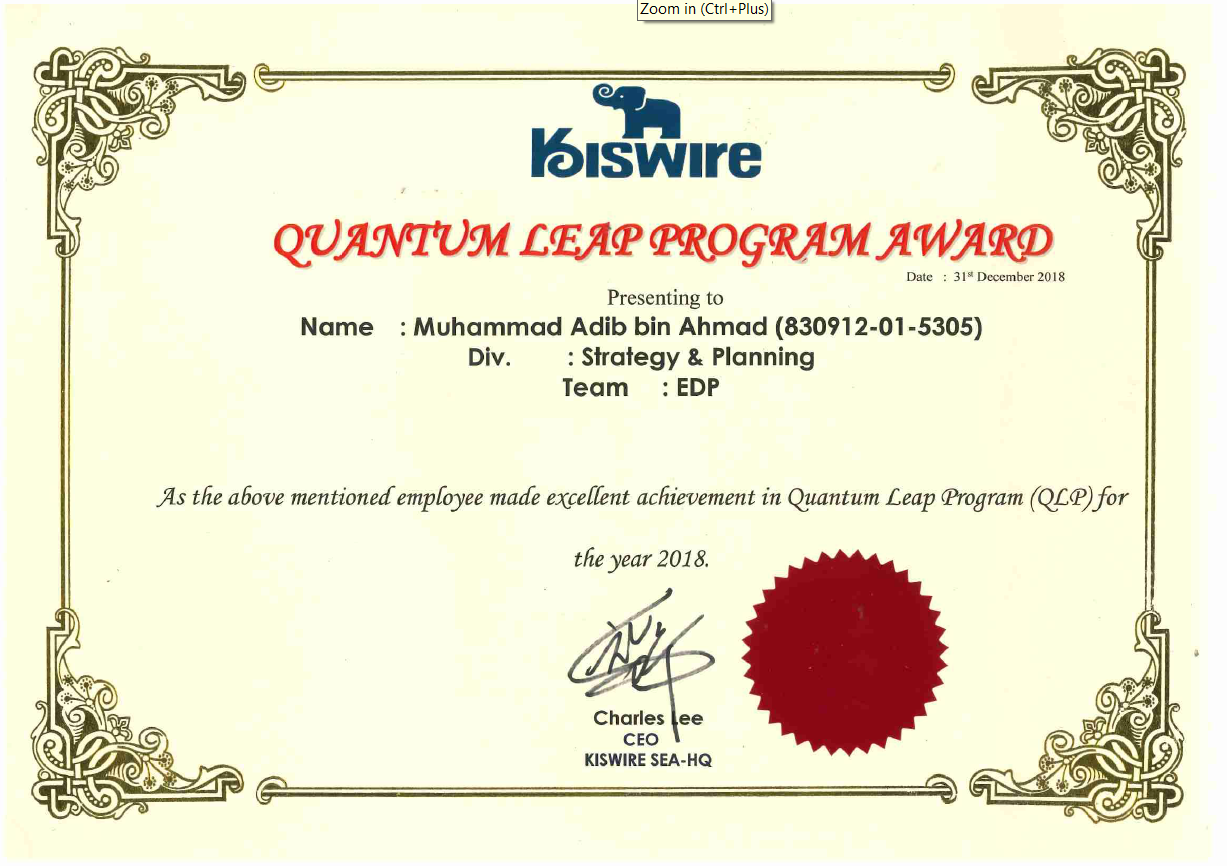 Zoom in (Ctrl+Plus)
Kiswire
QUANTUM LEAP PROGRAM AWARD
Date : 31st December 2018
Presenting to
Name : Muhammad Adib bin Ahmad (830912-01-5305)
Div. : Strategy & Planning
Team : EDP
As the above mentioned employee made excellent achievement in Quantum Leap Program (QLP) for
the year 2018.
Charles Lee
CEO
KISWIRE SEA-HQ